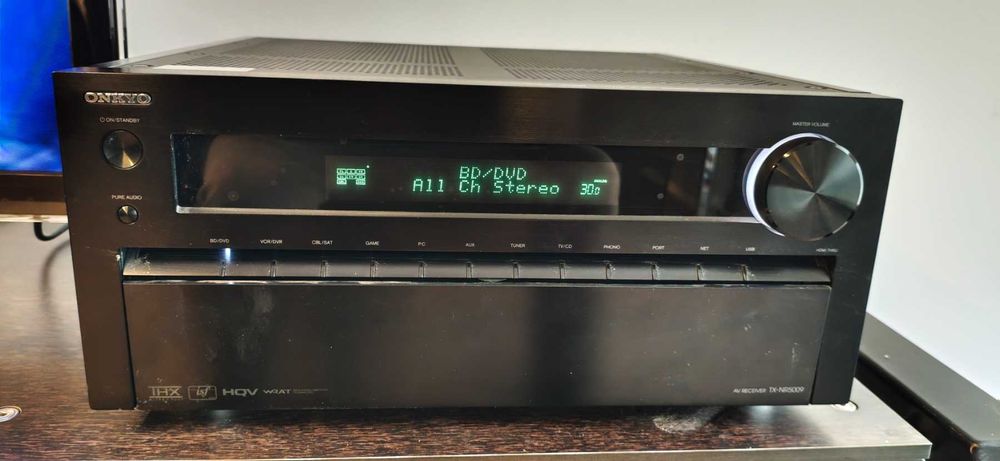 ONKYO
ON/STANDBY
MASTER VOLUME
BD/DVD
All Ch Stereo
ANALOG
30
PURE AUDIO
BD/DVD VCR/DVR CBL/SAT GAME PC AUX TUNER TV/CD PHONO PORT NET USB
HDMI THRU
THX
isf
HQV
WRAT
AV RECEIVER TX-NR5009